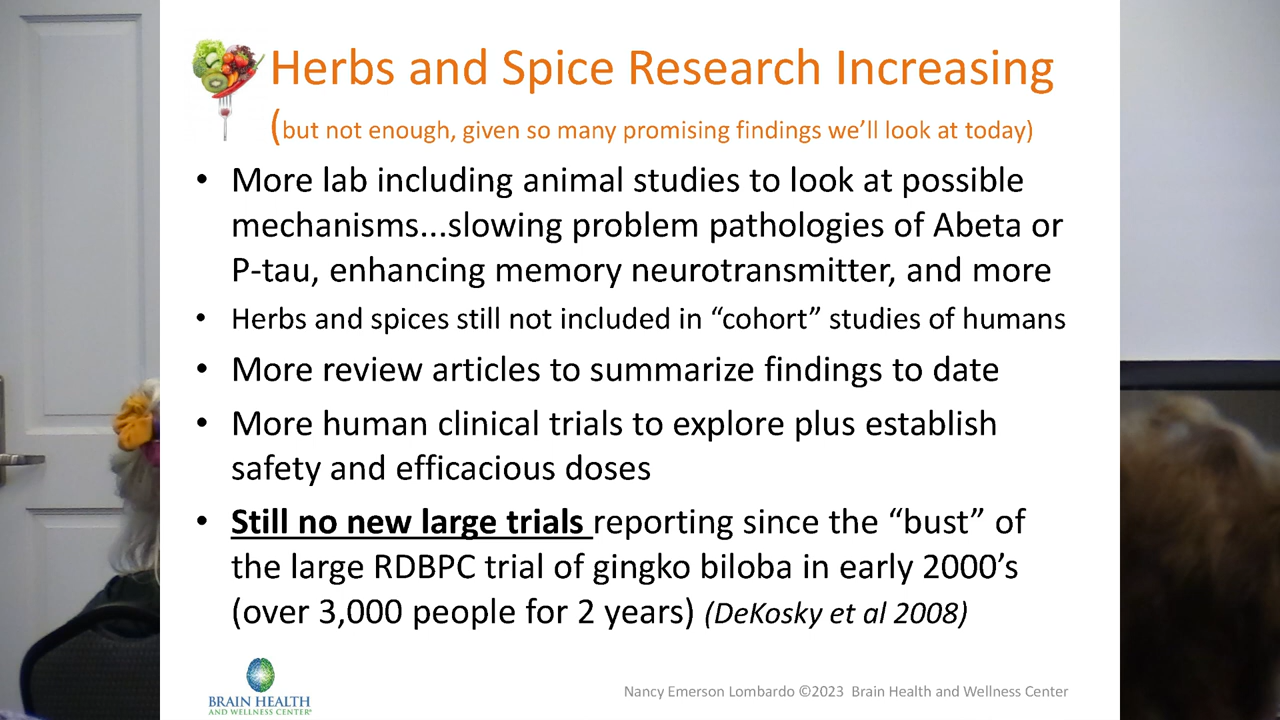 Herbs and Spice Research Increasing
(but not enough, given so many promising findings we’ll look at today)
• More lab including animal studies to look at possible
mechanisms...slowing problem pathologies of Abeta or
P-tau, enhancing memory neurotransmitter, and more
• Herbs and spices still not included in “cohort” studies of humans
• More review articles to summarize findings to date
• More human clinical trials to explore plus establish
safety and efficacious doses
• Still no new large trials reporting since the “bust” of
the large RDBPC trial of gingko biloba in early 2000’s
(over 3,000 people for 2 years) (DeKosky et al 2008)
BRAIN HEALTH
AND WELLNESS CENTER®
Nancy Emerson Lombardo ©2023 Brain Health and Wellness Center